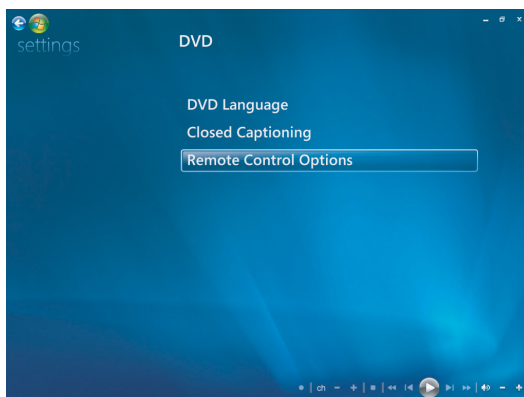 settings
DVD
DVD Language
Closed Captioning
Remote Control Options
ch